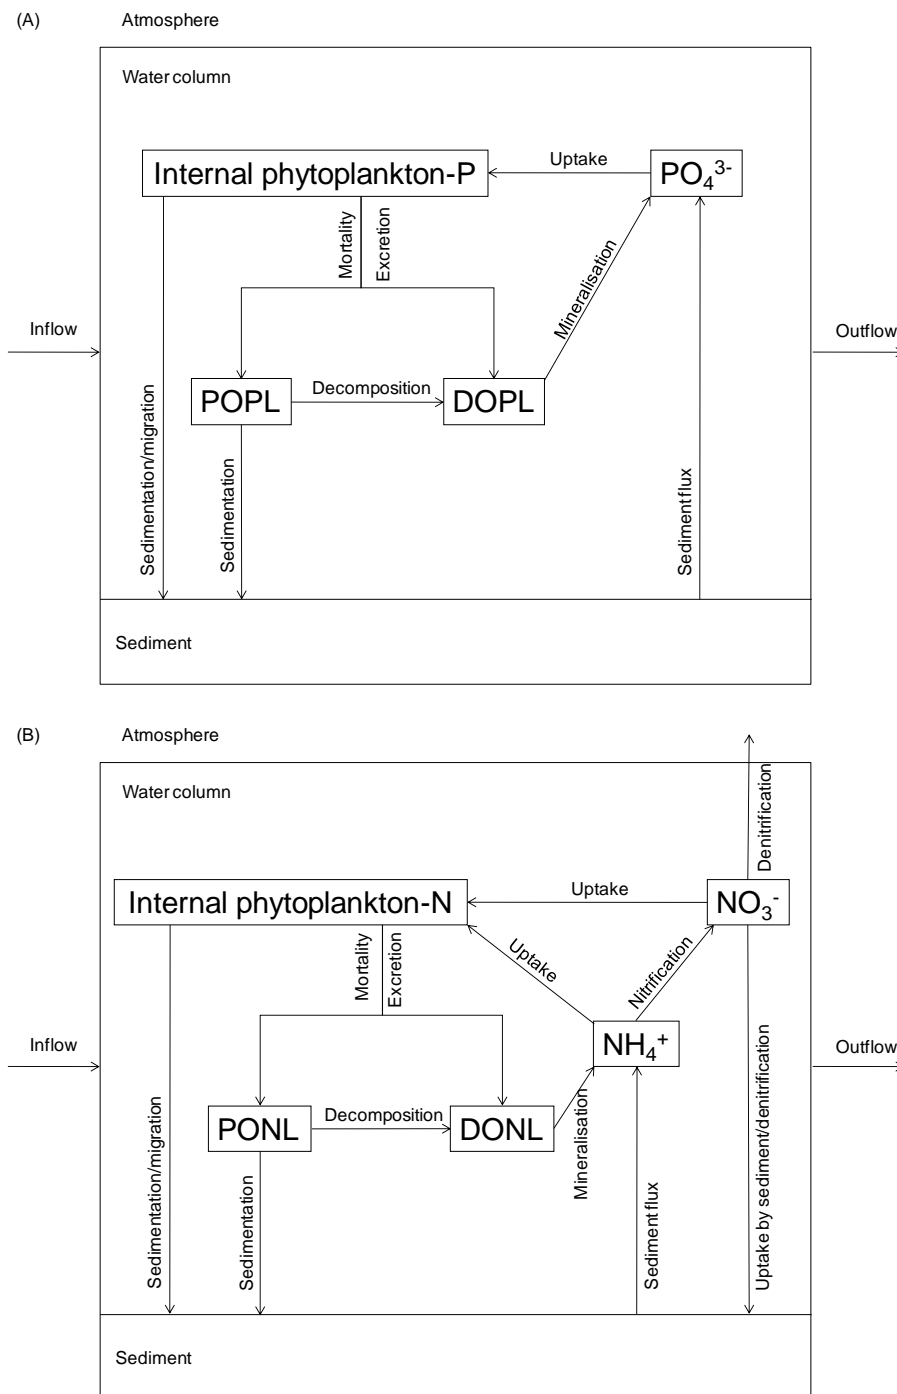 (A)
Atmosphere
Water column
Internal phytoplankton-P
Uptake
PO₄³⁻
Mortality
Excretion
Mineralisation
Inflow
Outflow
POPL
Decomposition
DOPL
Sedimentation/migration
Sedimentation
Sediment flux
Sediment
(B)
Atmosphere
Water column
Denitrification
Internal phytoplankton-N
Uptake
NO₃⁻
Mortality
Excretion
Uptake
Nitrification
Inflow
NH₄⁺
Outflow
PONL
Decomposition
DONL
Mineralisation
Sedimentation/migration
Sedimentation
Sediment flux
Uptake by sediment/denitrification
Sediment